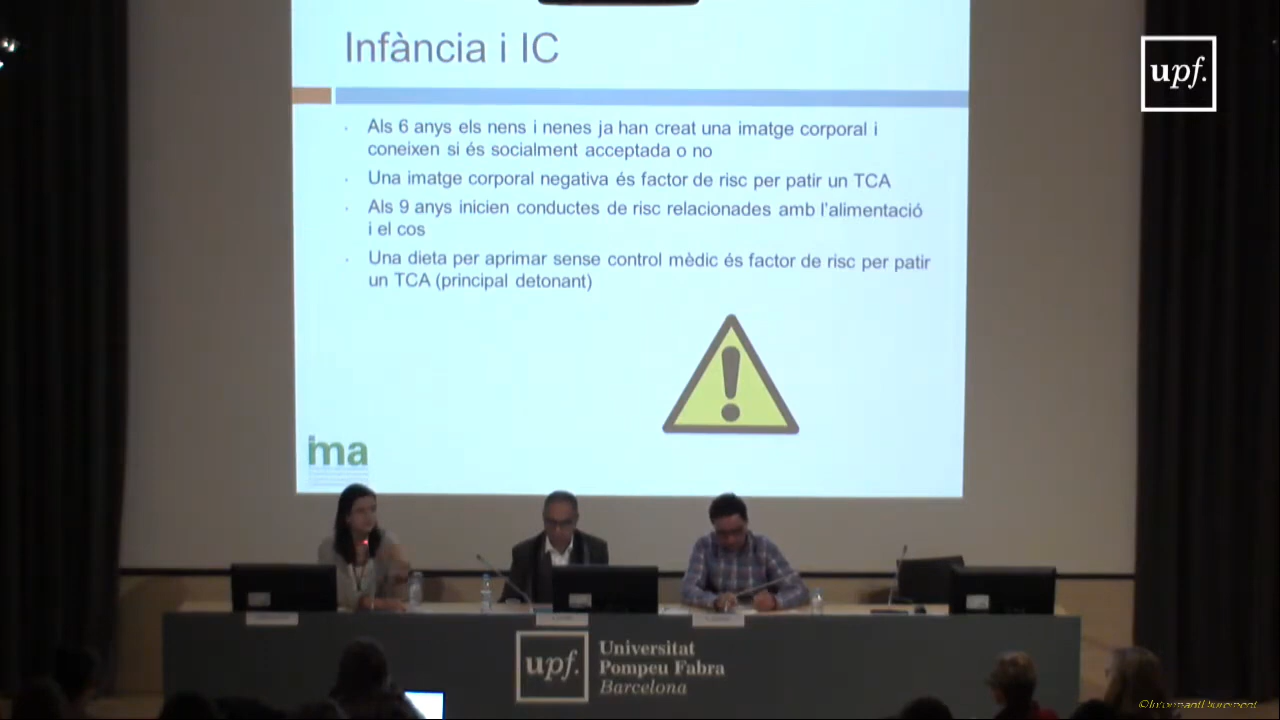 Infància i IC
upf.
Als 6 anys els nens i nenes ja han creat una imatge corporal i
coneixen si és socialment acceptada o no
Una imatge corporal negativa és factor de risc per patir un TCA
Als 9 anys inicien conductes de risc relacionades amb l'alimentació
i el cos
Una dieta per aprimar sense control mèdic és factor de risc per patir
un TCA (principal detonant)
ima
upf.
Universitat
Pompeu Fabra
Barcelona